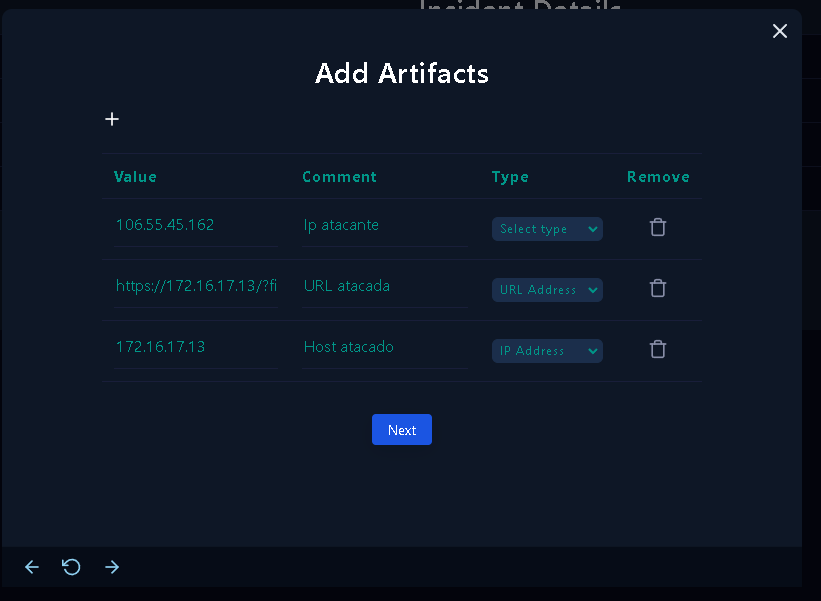 Incident Details
Add Artifacts
Value Comment Type Remove
106.55.45.162 Ip atacante Select type
https://172.16.17.13/?fi URL atacada URL Address
172.16.17.13 Host atacado IP Address
Next